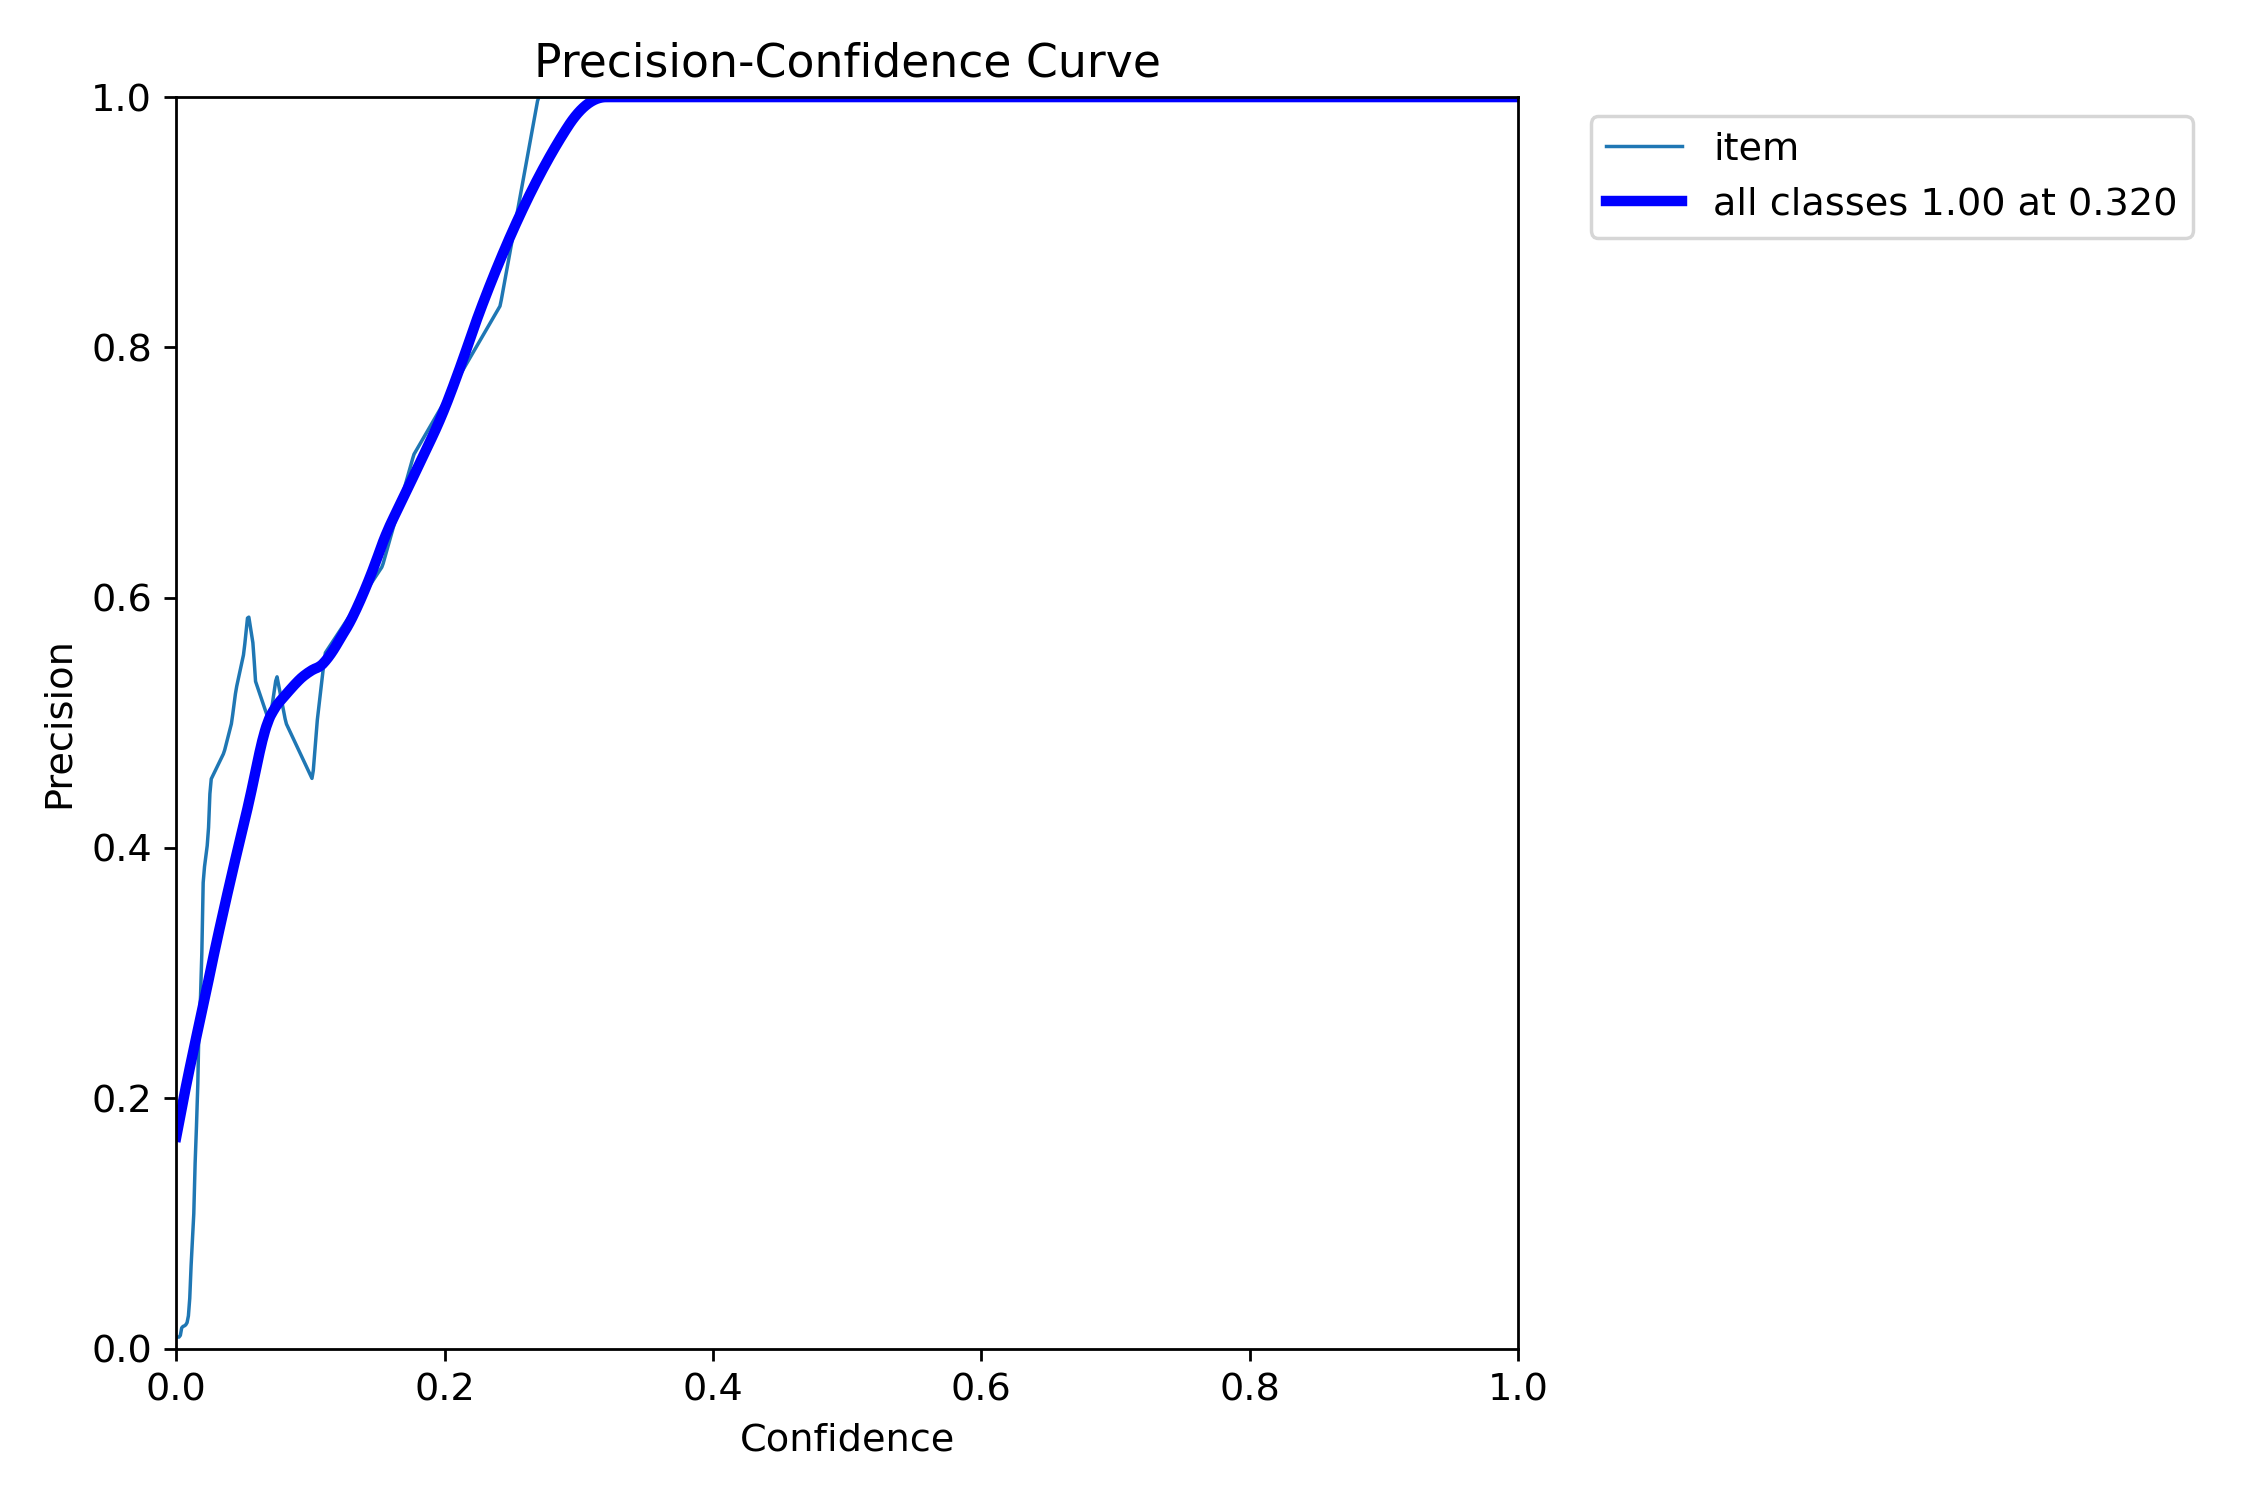 Precision-Confidence Curve
1.0
0.8
0.6
0.4
0.2
0.0
Precision
0.0 0.2 0.4 0.6 0.8 1.0
Confidence
item
all classes 1.00 at 0.320